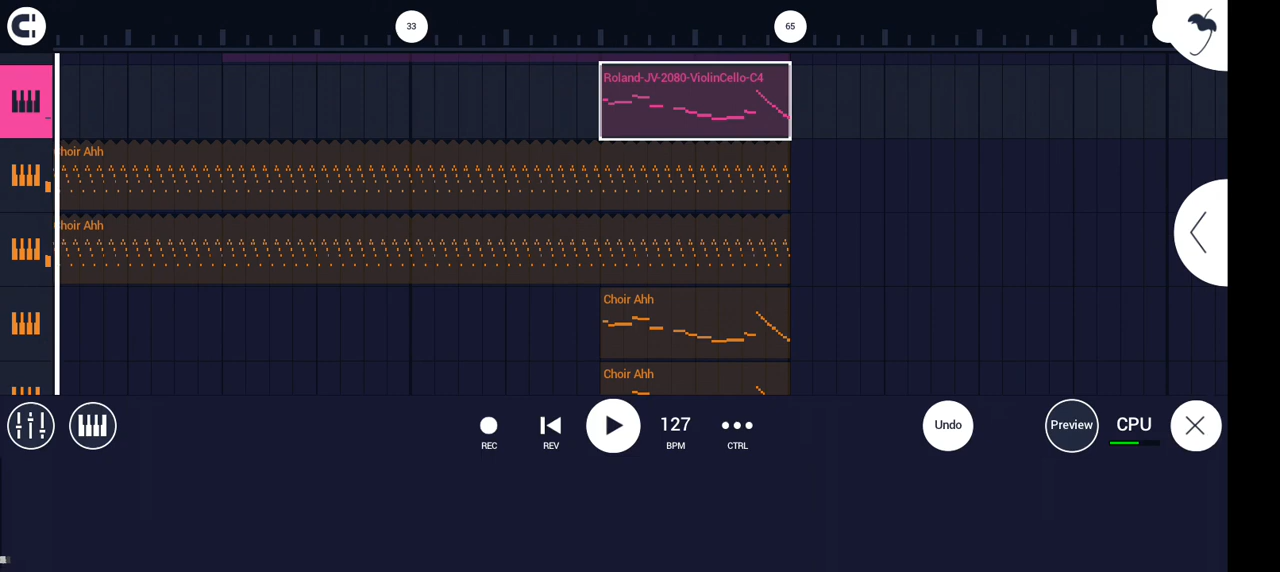 33
65
Roland-JV-2080-ViolinCello-C4
Choir Ahh
Choir Ahh
Choir Ahh
Choir Ahh
127
Undo
Preview
CPU
REC
REV
BPM
CTRL